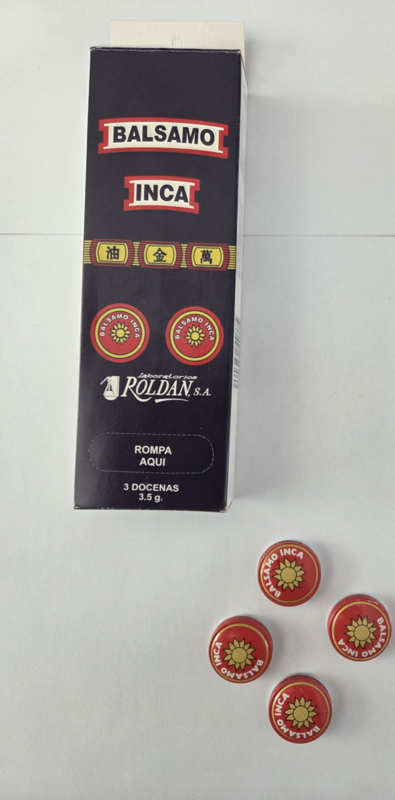 BALSAMO
INCA
油 金 萬
BALSAMO INCA
BALSAMO INCA
Laboratorios
ROLDAN, S.A.
ROMPA
AQUI
3 DOCENAS
3.5 g.
BALSAMO INCA
BALSAMO INCA
BALSAMO INCA
BALSAMO INCA